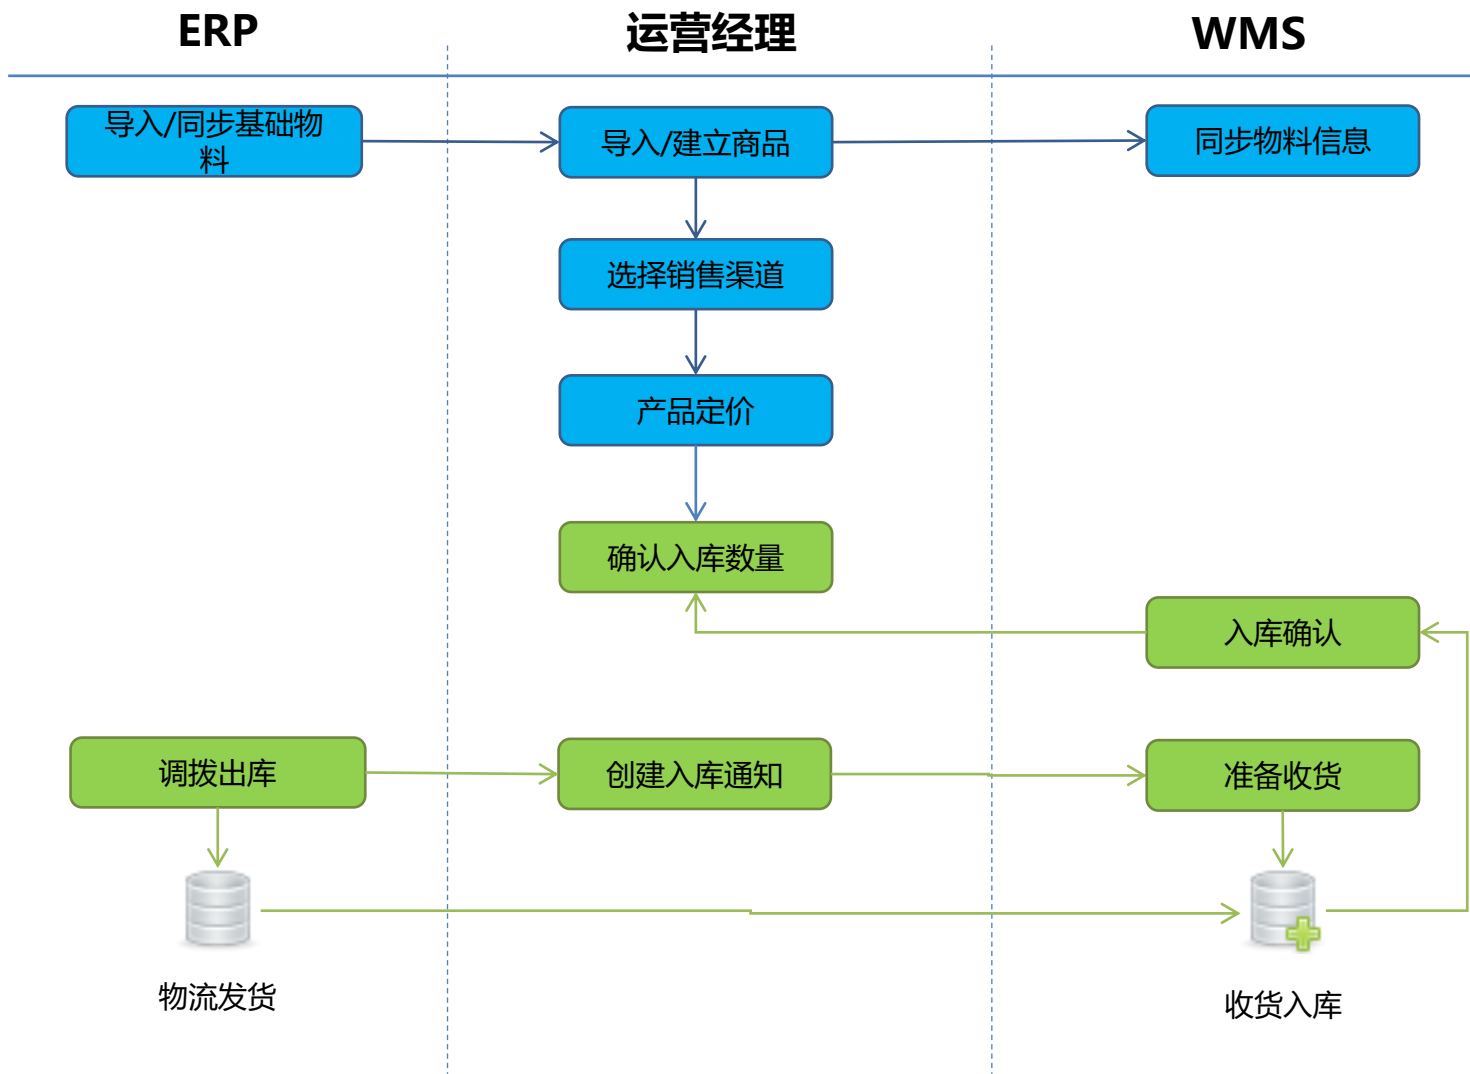 ERP
运营经理
WMS
导入/同步基础物
料
导入/建立商品
同步物料信息
选择销售渠道
产品定价
确认入库数量
入库确认
调拨出库
创建入库通知
准备收货
物流发货
收货入库